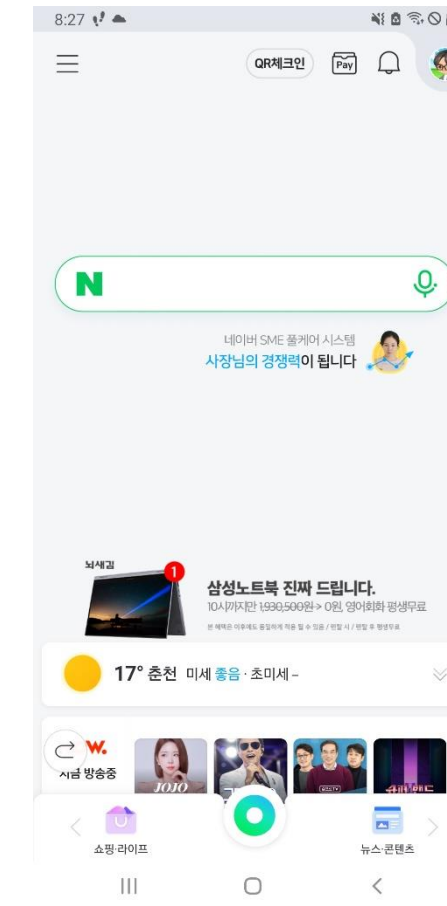 8:27
QR체크인
Pay
N
네이버 SME 풀케어 시스템
사장님의 경쟁력이 됩니다
뇌새김
1
삼성노트북 진짜 드립니다.
10시까지만 1,930,500원 > 0원, 영어회화 평생무료
17° 춘천 미세 좋음 · 초미세 -
W.
지금 방송중
JOJO
쇼핑·라이프
뉴스·콘텐츠